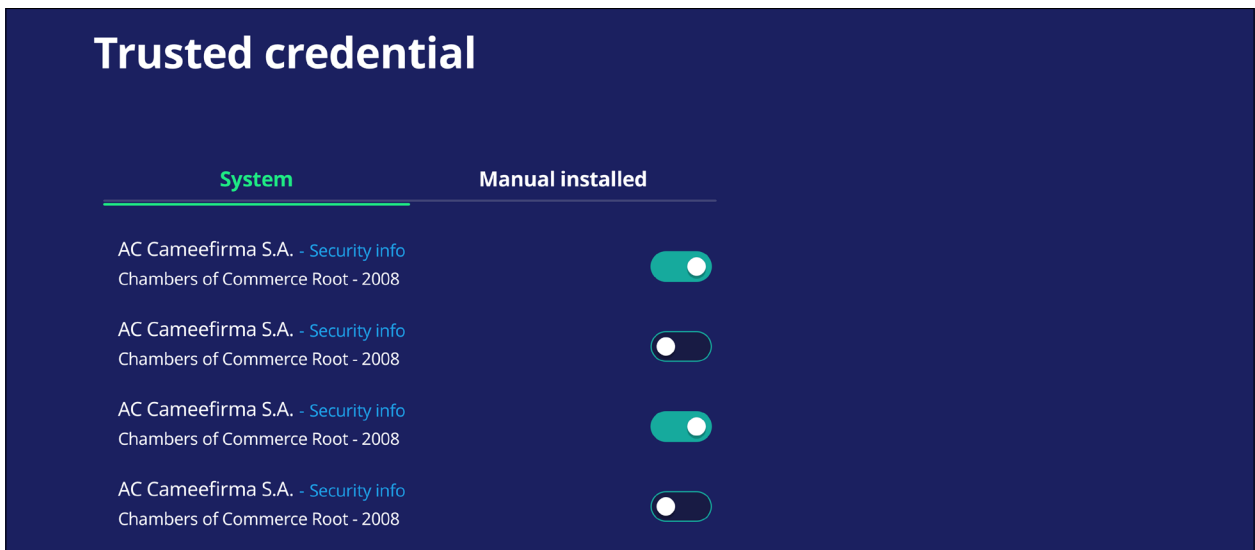 Trusted credential
System Manual installed
AC Cameefirma S.A. - Security info
Chambers of Commerce Root - 2008
AC Cameefirma S.A. - Security info
Chambers of Commerce Root - 2008
AC Cameefirma S.A. - Security info
Chambers of Commerce Root - 2008
AC Cameefirma S.A. - Security info
Chambers of Commerce Root - 2008